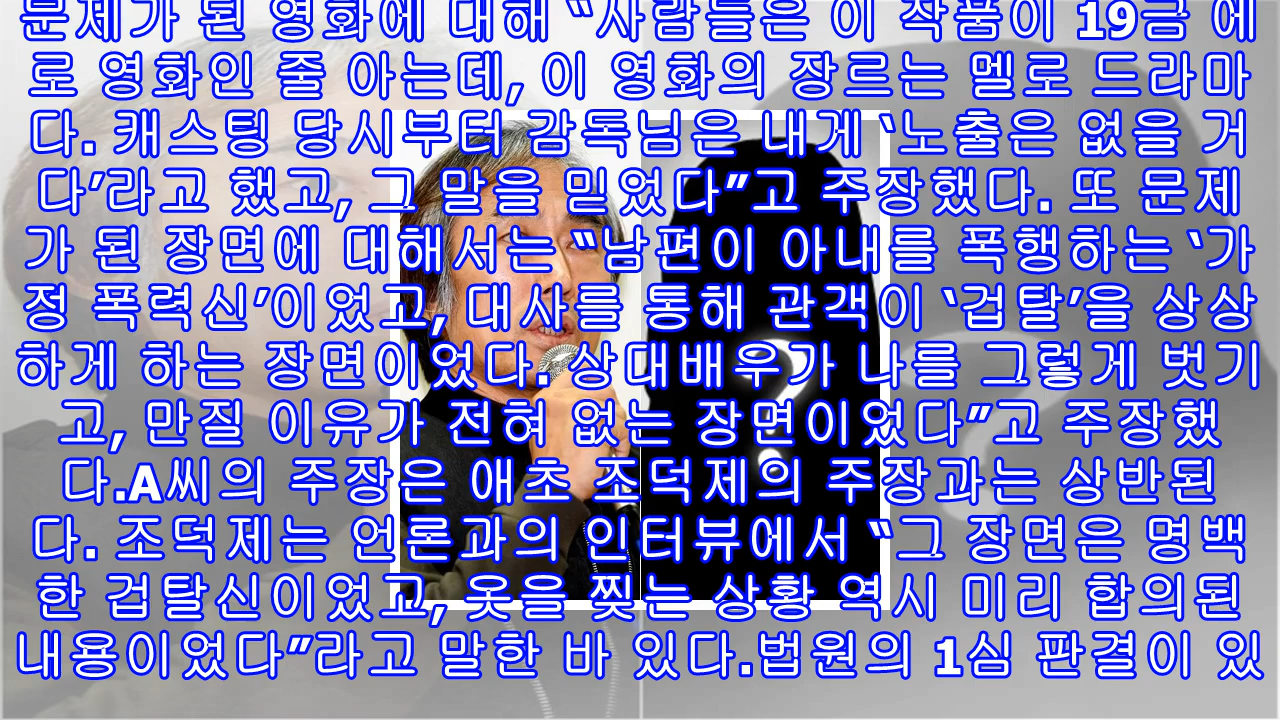 문제가 된 영화에 대해 “사람들은 이 작품이 19금 에
로 영화인 줄 아는데, 이 영화의 장르는 멜로 드라마
다. 캐스팅 당시부터 감독님은 내게 ‘노출은 없을 거
다’라고 했고, 그 말을 믿었다”고 주장했다. 또 문제
가 된 장면에 대해서는 “남편이 아내를 폭행하는 ‘가
정 폭력신’이었고, 대사를 통해 관객이 ‘겁탈’을 상상
하게 하는 장면이었다. 상대배우가 나를 그렇게 벗기
고, 만질 이유가 전혀 없는 장면이었다”고 주장했
다.A씨의 주장은 애초 조덕제의 주장과는 상반된
다. 조덕제는 언론과의 인터뷰에서 “그 장면은 명백
한 겁탈신이었고, 옷을 찢는 상황 역시 미리 합의된
내용이었다”라고 말한 바 있다.법원의 1심 판결이 있